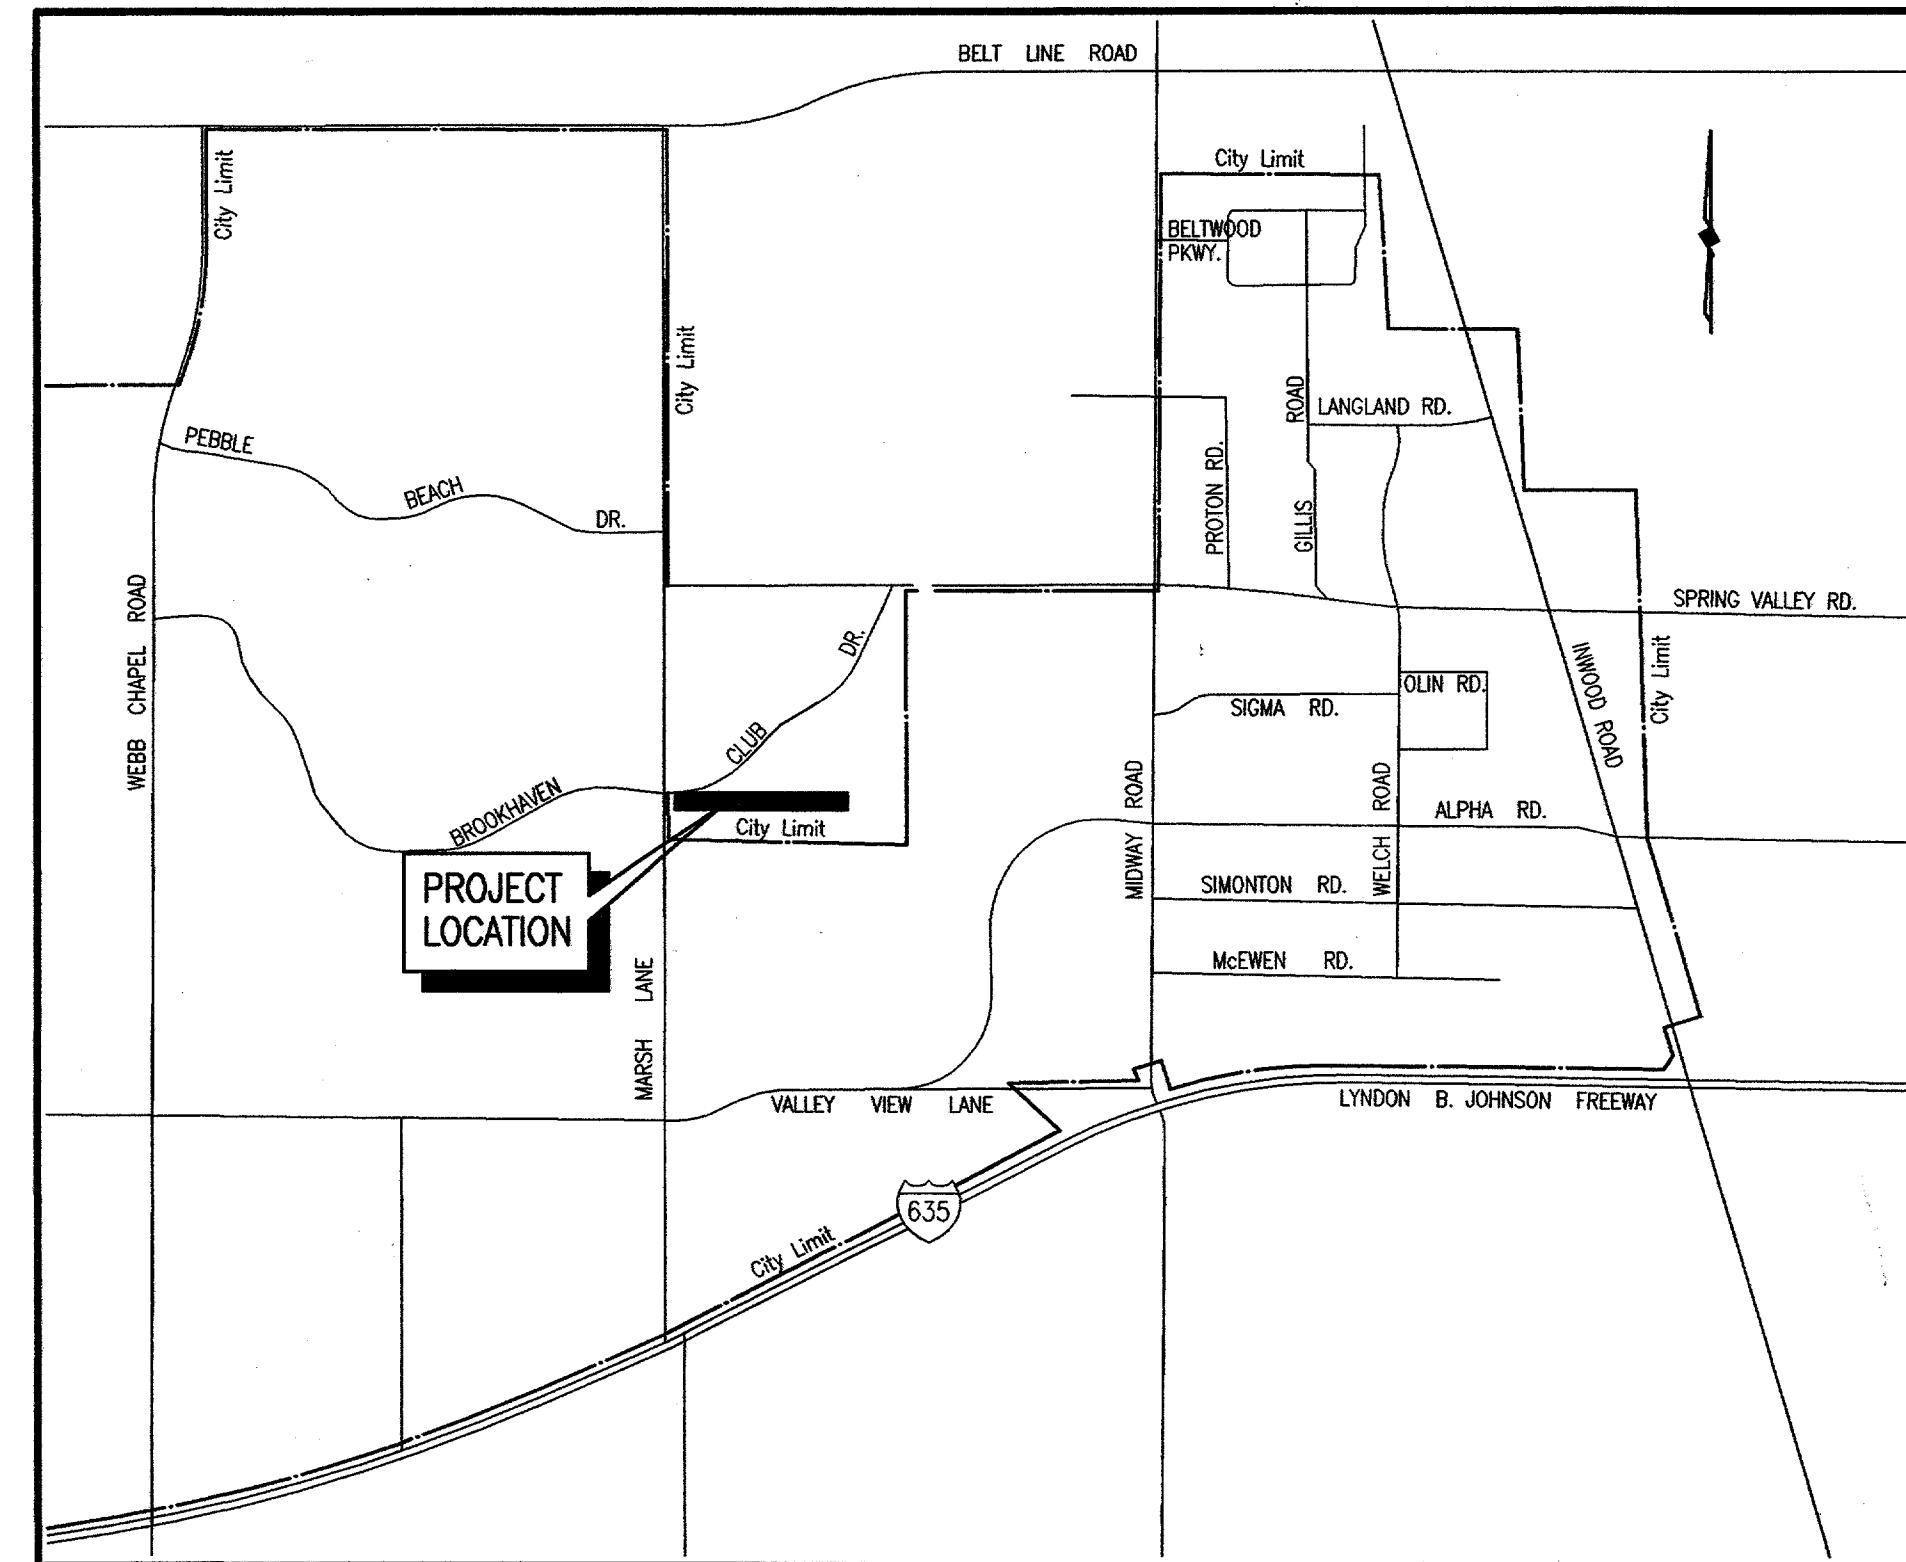 BELT LINE ROAD
City Limit
City Limit
BELTWOOD
PKWY.
City Limit
ROAD
LANGLAND RD.
PEBBLE
BEACH
DR.
PROTON RD.
GILLIS
WEBB CHAPEL ROAD
SPRING VALLEY RD.
DR.
INWOOD ROAD
City Limit
OLIN RD.
SIGMA RD.
CLUB
BROOKHAVEN
MIDWAY ROAD
WELCH ROAD
ALPHA RD.
City Limit
PROJECT
LOCATION
SIMONTON RD.
McEWEN RD.
MARSH LANE
VALLEY VIEW LANE
LYNDON B. JOHNSON FREEWAY
635
City Limit